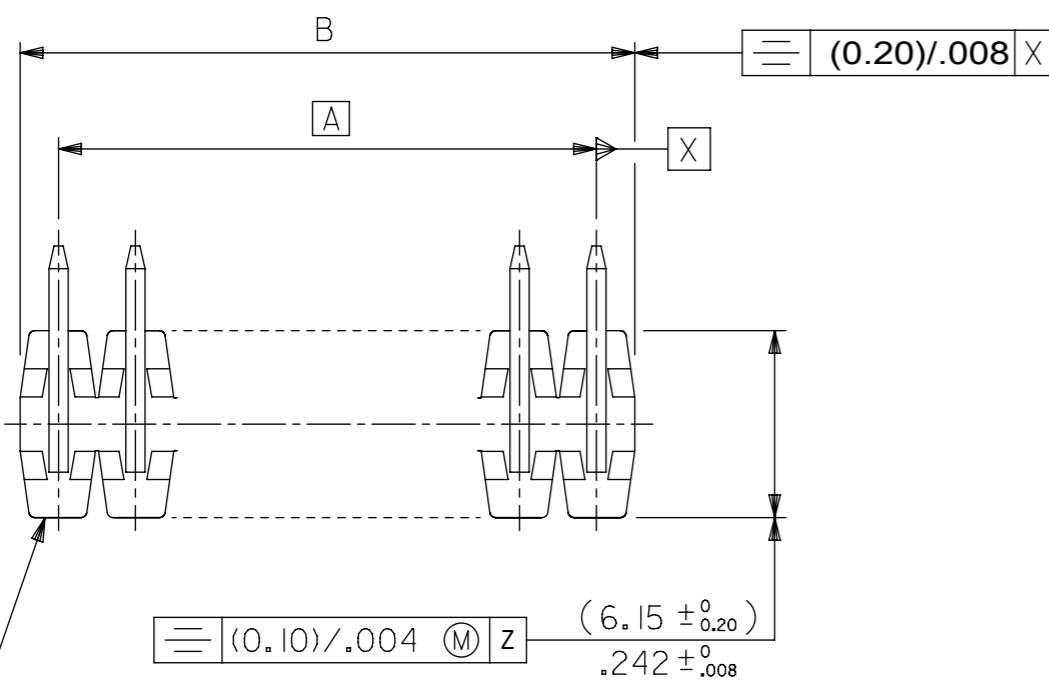 B
⌯ (0.20)/.008 X
A
X
(6.15 ±0/0.20)
⌯ (0.10)/.004 Ⓜ Z
.242 ±0/.008